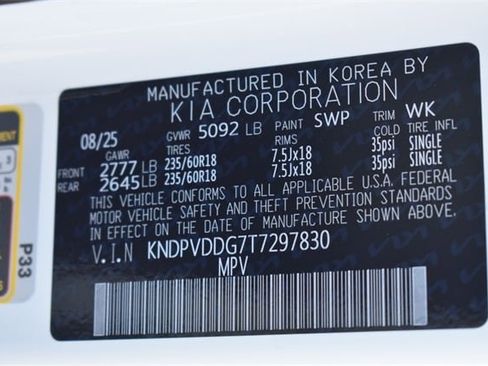 MANUFACTURED IN KOREA BY
KIA CORPORATION
08/25 GVWR 5092 LB PAINT SWP TRIM WK
GAWR TIRES RIMS COLD TIRE INFL
FRONT 2777 LB 235/60R18 7.5Jx18 35psi SINGLE
REAR 2645 LB 235/60R18 7.5Jx18 35psi SINGLE
THIS VEHICLE CONFORMS TO ALL APPLICABLE U.S.A. FEDERAL
MOTOR VEHICLE SAFETY AND THEFT PREVENTION STANDARDS
IN EFFECT ON THE DATE OF MANUFACTURE SHOWN ABOVE.
V.I.N KNDPVDDG7T7297830
MPV
P33